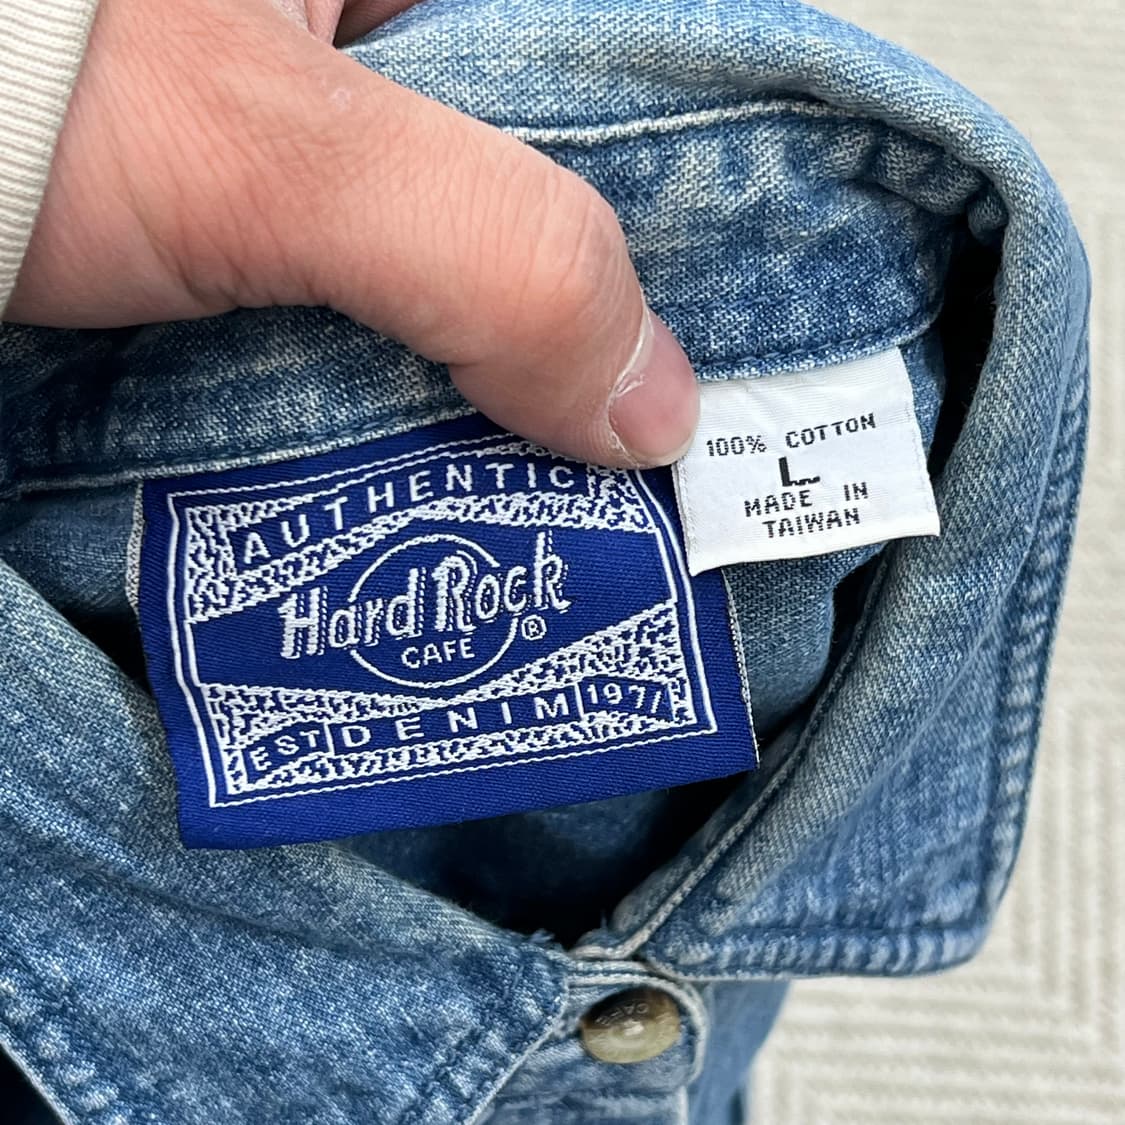 AUTHENTIC
Hard Rock
CAFE ®
EST DENIM 1971
100% COTTON
L
MADE IN
TAIWAN